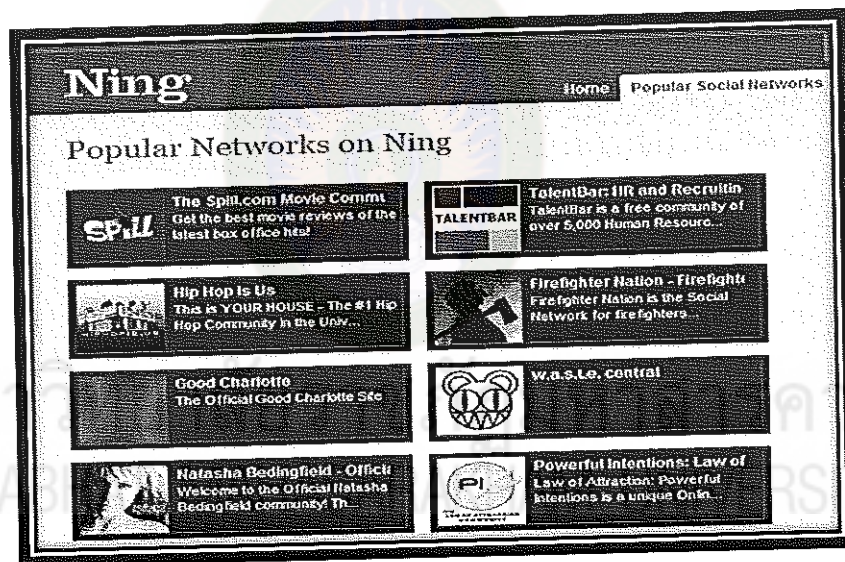 Ning
Home Popular Social Networks
Popular Networks on Ning
Spill
The Spill.com Movie Commt
Get the best movie reviews of the
latest box office hits!
TALENTBAR
TalentBar: HR and Recruitin
TalentBar is a free community of
over 5,000 Human Resourc...
Hip Hop Is Us
This is YOUR HOUSE - The #1 Hip
Hop Community in the Univ...
Firefighter Nation - Firefight
Firefighter Nation is the Social
Network for firefighters...
Good Charlotte
The Official Good Charlotte Site
w.a.s.t.e. central
Natasha Bedingfield - Offici
Welcome to the Official Natasha
Bedingfield community! Th...
PI
Powerful Intentions: Law of
Law of Attraction: Powerful
Intentions is a unique Onlin...